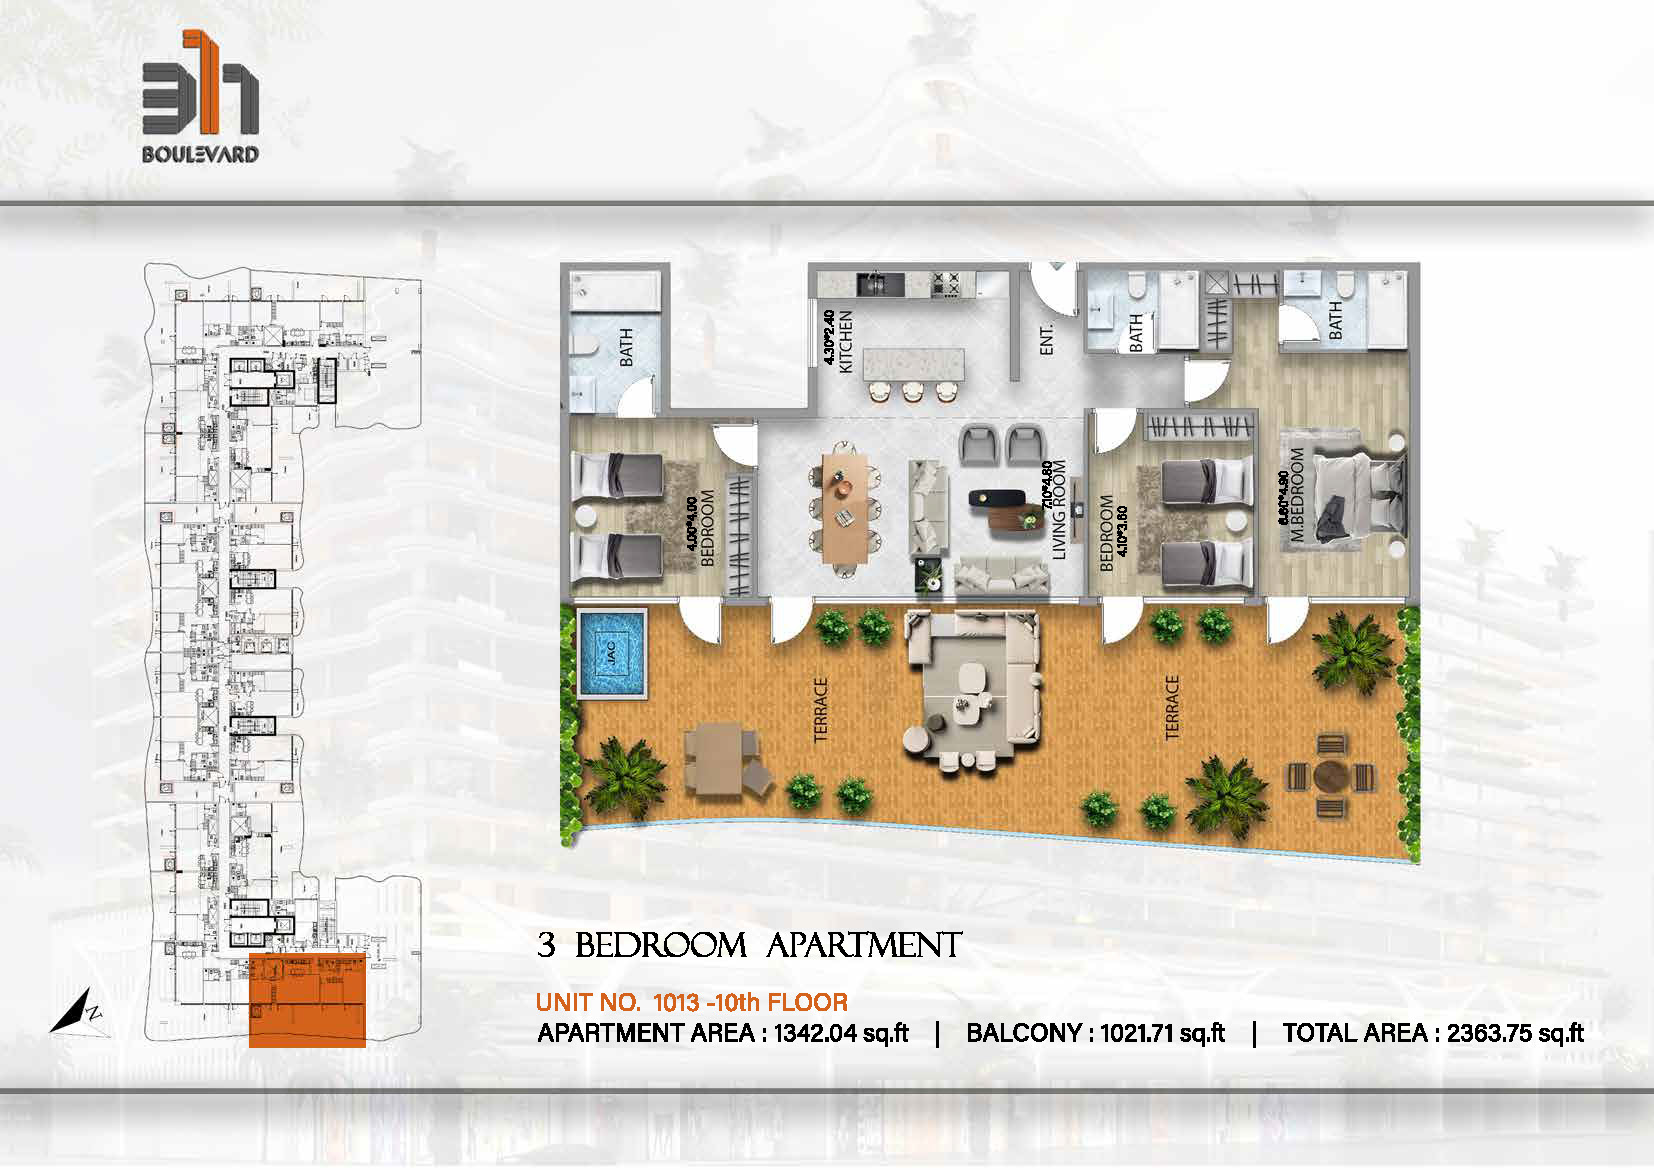 311
BOULEVARD
BATH
4.30*2.40
KITCHEN
ENT.
BATH
BATH
4.00*4.00
BEDROOM
7.10*4.80
LIVING ROOM
BEDROOM
4.10*3.60
6.60*4.90
M.BEDROOM
JAC
TERRACE
TERRACE
N
3 BEDROOM APARTMENT
UNIT NO. 1013 -10th FLOOR
APARTMENT AREA : 1342.04 sq.ft | BALCONY : 1021.71 sq.ft | TOTAL AREA : 2363.75 sq.ft